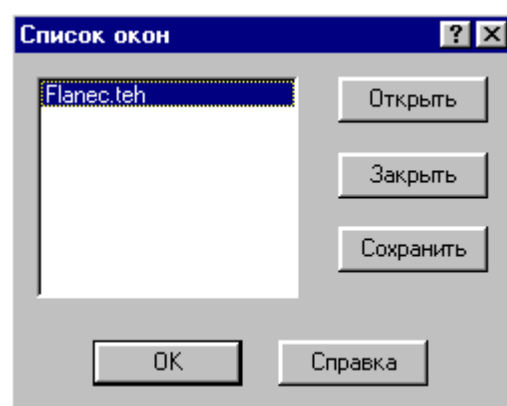 Список окон
Flanec.teh
Открыть
Закрыть
Сохранить
OK
Справка